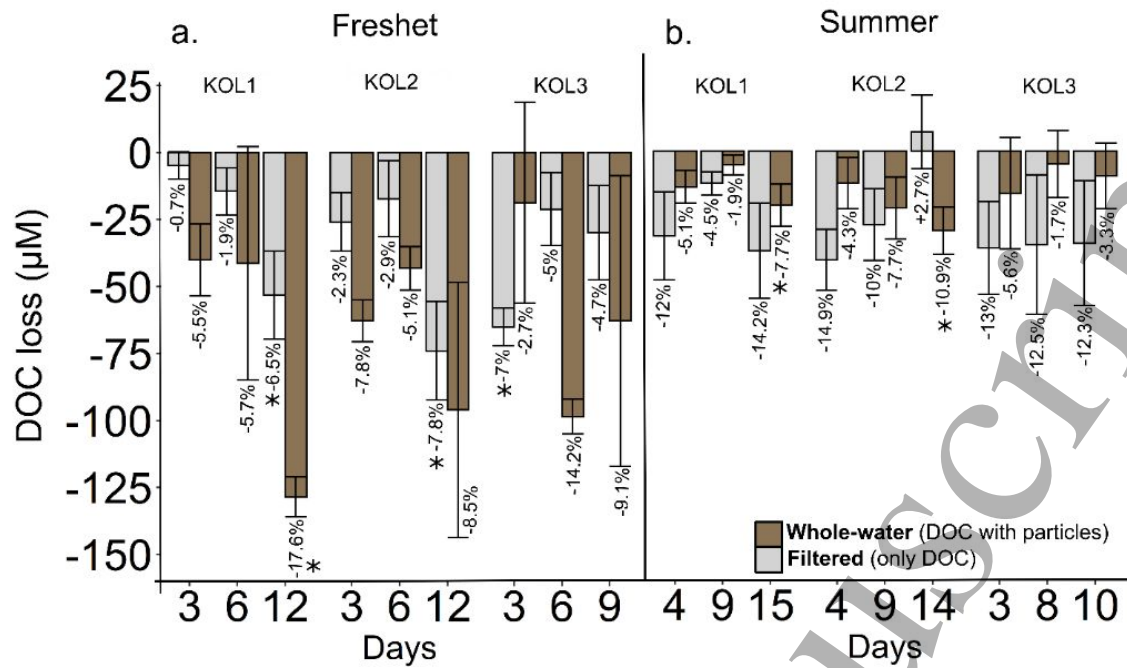 a. Freshet
b. Summer
DOC loss (µM)
25
0
-25
-50
-75
-100
-125
-150
KOL1
KOL2
KOL3
-0.7%
-5.5%
-1.9%
-5.7%
*-6.5%
-17.6% *
-2.3%
-7.8%
-2.9%
-5.1%
*-7.8%
-8.5%
*-7%
-2.7%
-5%
-14.2%
-4.7%
-9.1%
3 6 12 3 6 12 3 6 9
Days
KOL1
KOL2
KOL3
-12%
-5.1%
-4.5%
-1.9%
-14.2%
*-7.7%
-14.9%
-4.3%
-10%
-7.7%
+2.7%
*-10.9%
-13%
-5.6%
-12.5%
-1.7%
-12.3%
-3.3%
Whole-water (DOC with particles)
Filtered (only DOC)
4 9 15 4 9 14 3 8 10
Days
uscrip